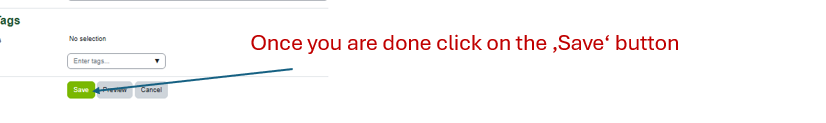 Tags
No selection
Once you are done click on the ‚Save‘ button
Enter tags...
Save Preview Cancel